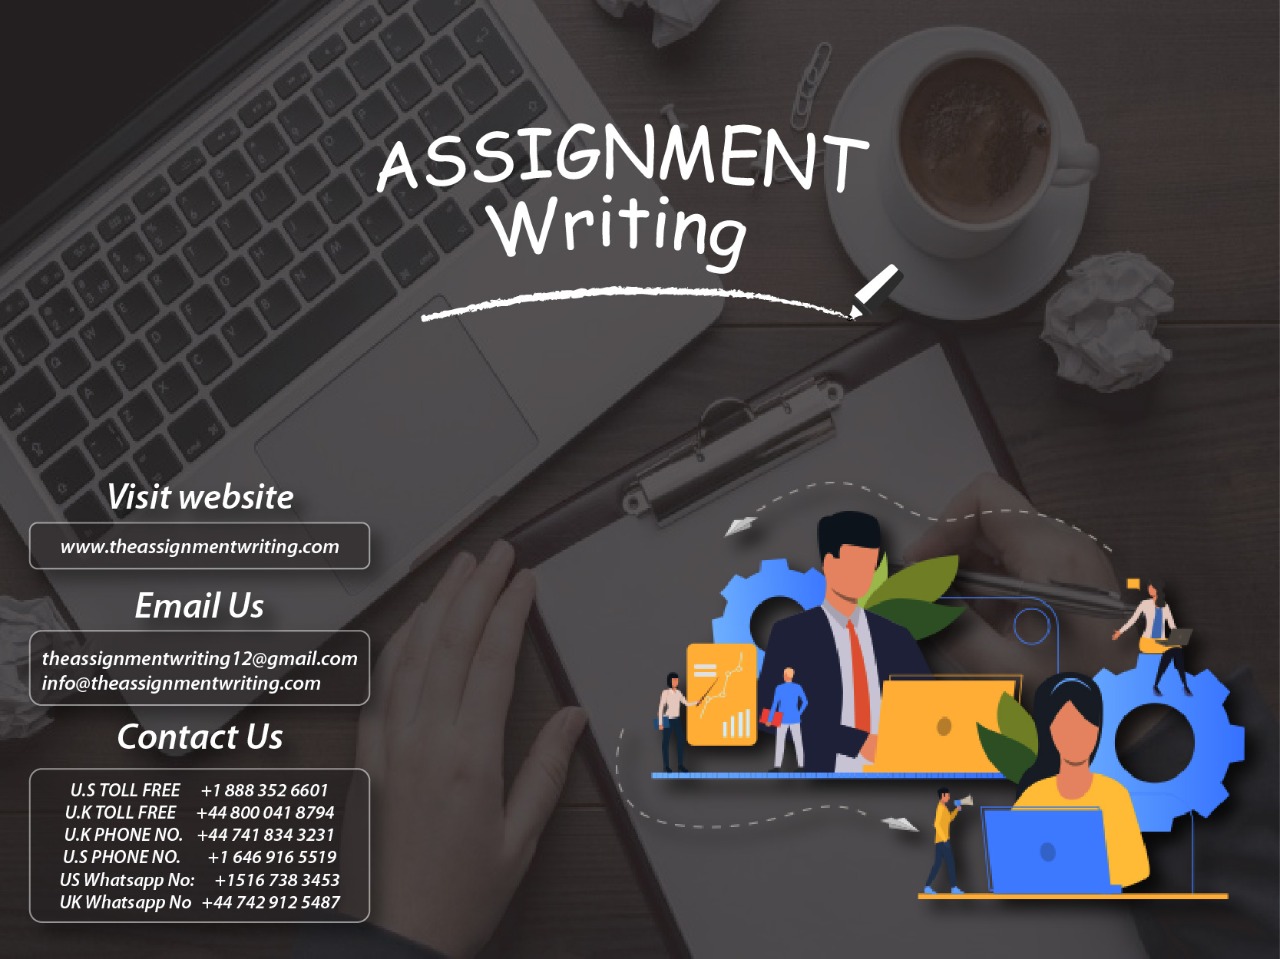 ASSIGNMENT
Writing
Visit website
www.theassignmentwriting.com
Email Us
theassignmentwriting12@gmail.com
info@theassignmentwriting.com
Contact Us
U.S TOLL FREE +1 888 352 6601
U.K TOLL FREE +44 800 041 8794
U.K PHONE NO. +44 741 834 3231
U.S PHONE NO. +1 646 916 5519
US Whatsapp No: +1516 738 3453
UK Whatsapp No +44 742 912 5487